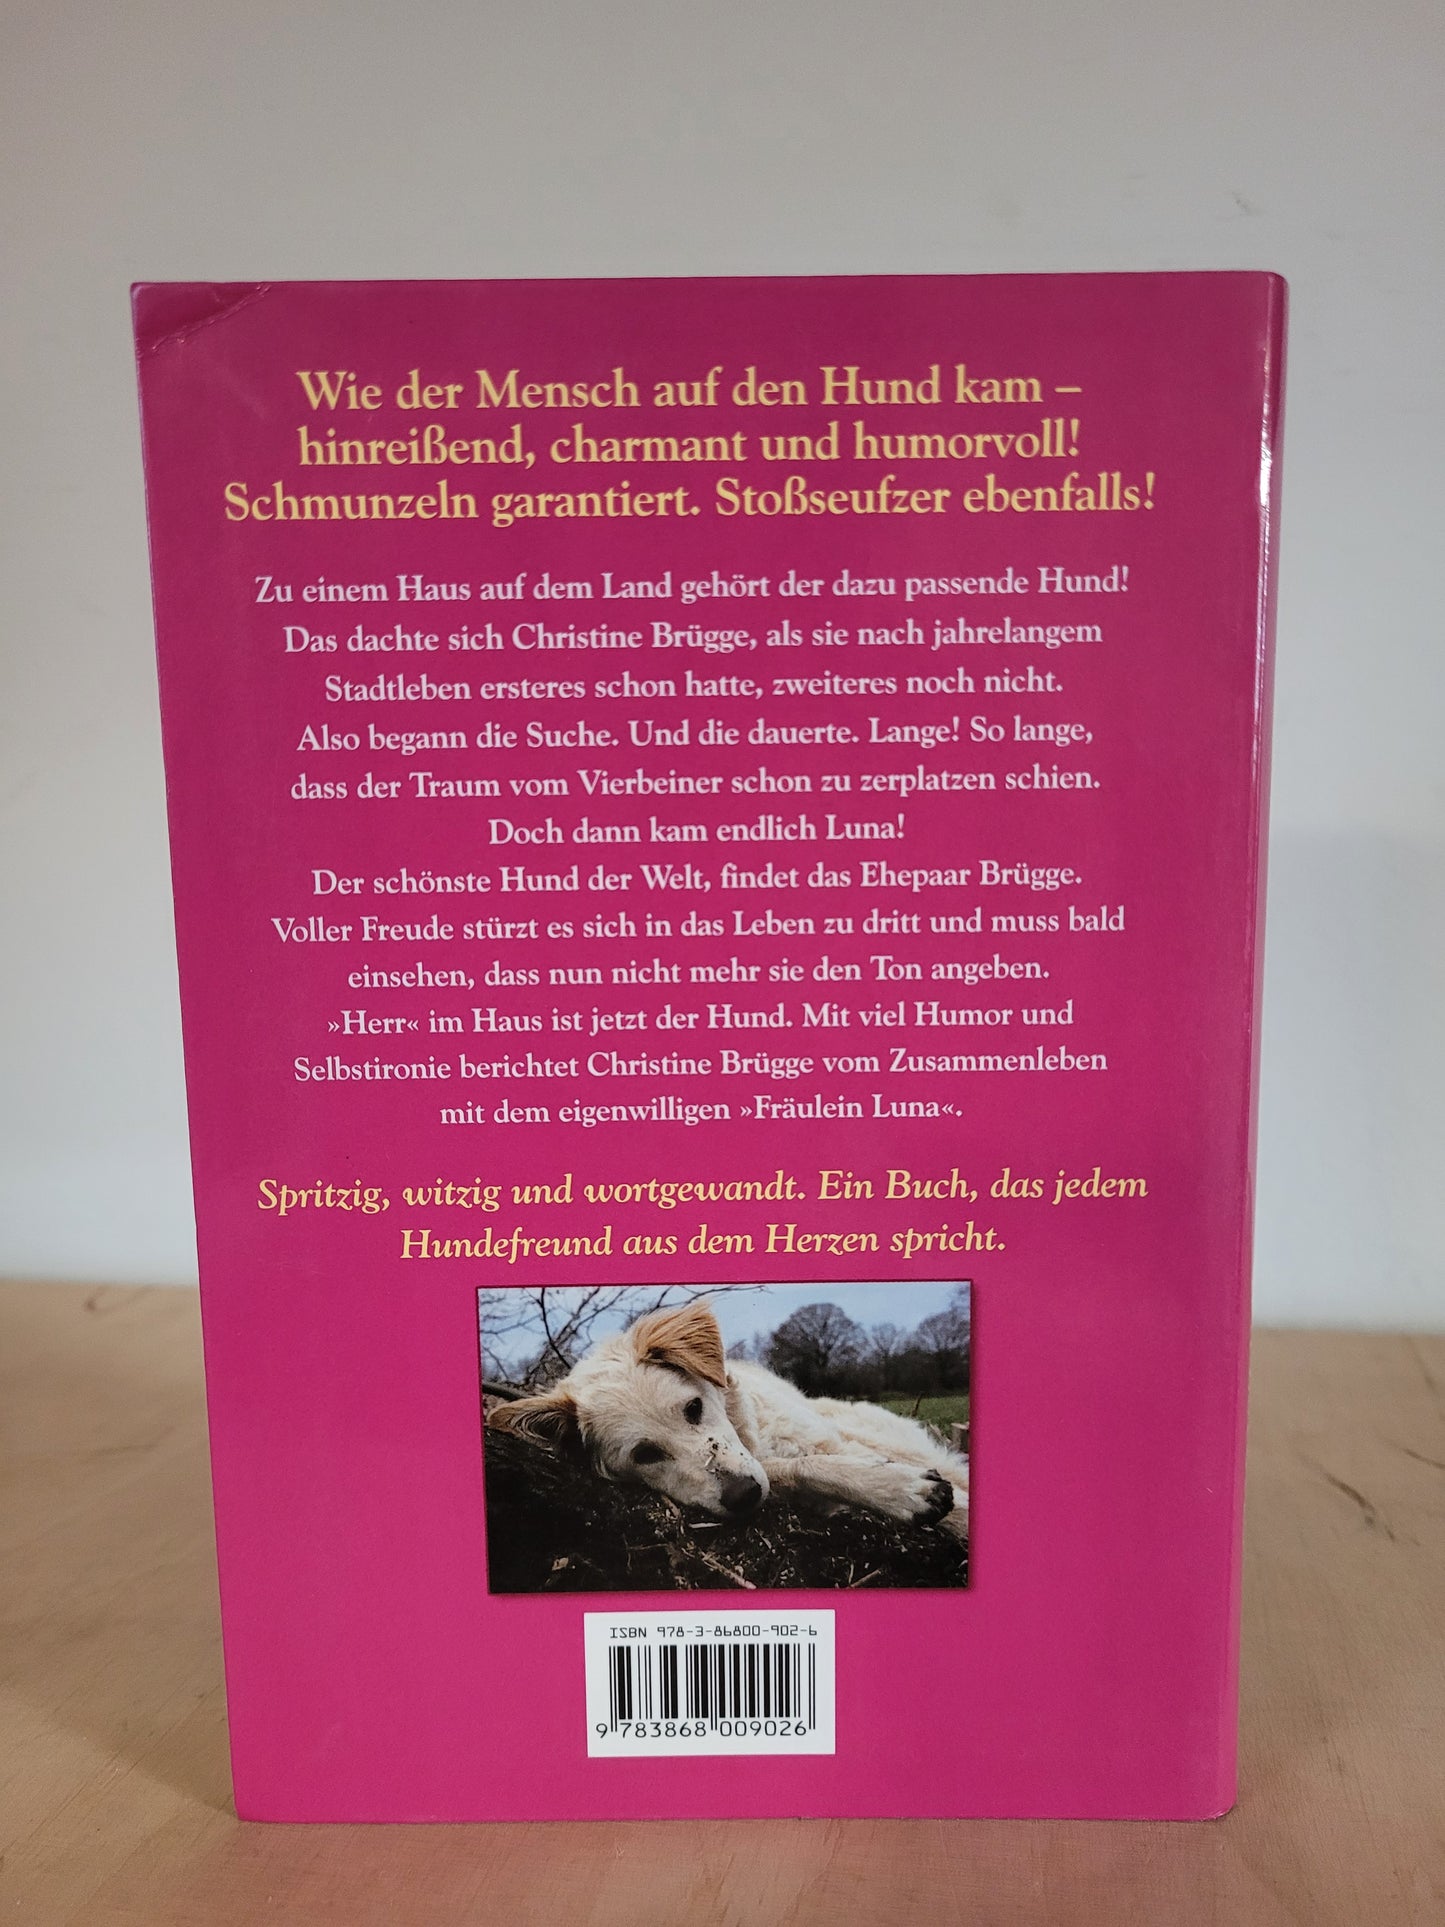 Wie der Mensch auf den Hund kam –
hinreißend, charmant und humorvoll!
Schmunzeln garantiert. Stoßseufzer ebenfalls!
Zu einem Haus auf dem Land gehört der dazu passende Hund!
Das dachte sich Christine Brügge, als sie nach jahrelangem
Stadtleben ersteres schon hatte, zweiteres noch nicht.
Also begann die Suche. Und die dauerte. Lange! So lange,
dass der Traum vom Vierbeiner schon zu zerplatzen schien.
Doch dann kam endlich Luna!
Der schönste Hund der Welt, findet das Ehepaar Brügge.
Voller Freude stürzt es sich in das Leben zu dritt und muss bald
einsehen, dass nun nicht mehr sie den Ton angeben.
»Herr« im Haus ist jetzt der Hund. Mit viel Humor und
Selbstironie berichtet Christine Brügge vom Zusammenleben
mit dem eigenwilligen »Fräulein Luna«.
Spritzig, witzig und wortgewandt. Ein Buch, das jedem
Hundefreund aus dem Herzen spricht.
ISBN 978-3-86800-902-6
9 783868 009026